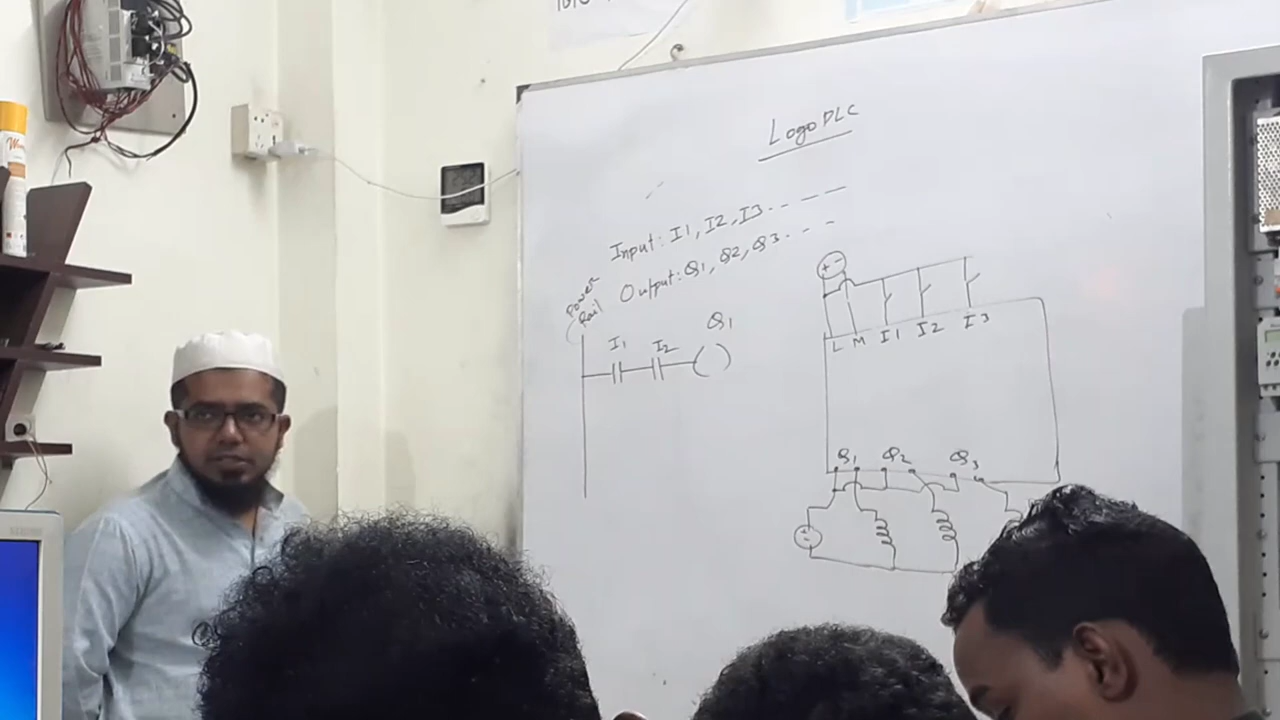 Logo PLC
Input: I1, I2, I3
Output: Q1, Q2, Q3
Power
Rail
I1 I2 Q1
L M I1 I2 I3
Q1 Q2 Q3